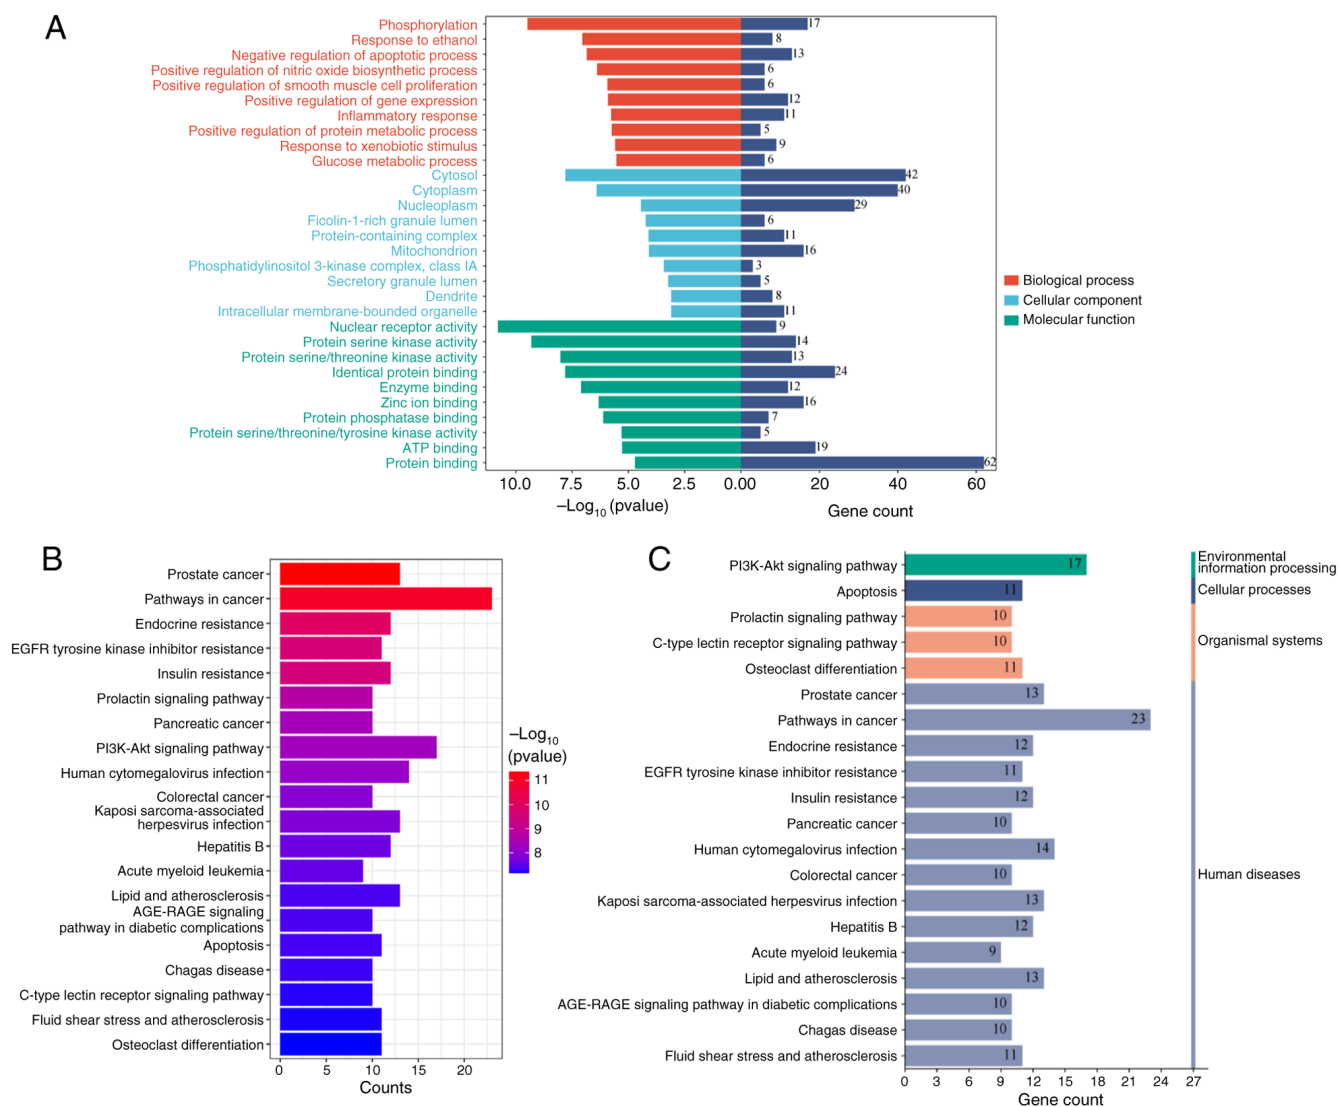 A
Phosphorylation 17
Response to ethanol 8
Negative regulation of apoptotic process 13
Positive regulation of nitric oxide biosynthetic process 6
Positive regulation of smooth muscle cell proliferation 6
Positive regulation of gene expression 12
Inflammatory response 11
Positive regulation of protein metabolic process 5
Response to xenobiotic stimulus 9
Glucose metabolic process 6
Cytosol 42
Cytoplasm 40
Nucleoplasm 29
Ficolin-1-rich granule lumen 6
Protein-containing complex 11
Mitochondrion 16
Phosphatidylinositol 3-kinase complex, class IA 3
Secretory granule lumen 5
Dendrite 8
Intracellular membrane-bounded organelle 11
Nuclear receptor activity 9
Protein serine kinase activity 14
Protein serine/threonine kinase activity 13
Identical protein binding 24
Enzyme binding 12
Zinc ion binding 16
Protein phosphatase binding 7
Protein serine/threonine/tyrosine kinase activity 5
ATP binding 19
Protein binding 62
10.0 7.5 5.0 2.5 0.00 20 40 60
–Log10 (pvalue) Gene count
Biological process
Cellular component
Molecular function
B
Prostate cancer
Pathways in cancer
Endocrine resistance
EGFR tyrosine kinase inhibitor resistance
Insulin resistance
Prolactin signaling pathway
Pancreatic cancer
PI3K-Akt signaling pathway
Human cytomegalovirus infection
Colorectal cancer
Kaposi sarcoma-associated
herpesvirus infection
Hepatitis B
Acute myeloid leukemia
Lipid and atherosclerosis
AGE-RAGE signaling
pathway in diabetic complications
Apoptosis
Chagas disease
C-type lectin receptor signaling pathway
Fluid shear stress and atherosclerosis
Osteoclast differentiation
0 5 10 15 20
Counts
–Log10
(pvalue)
11
10
9
8
C
PI3K-Akt signaling pathway 17
Apoptosis 11
Prolactin signaling pathway 10
C-type lectin receptor signaling pathway 10
Osteoclast differentiation 11
Prostate cancer 13
Pathways in cancer 23
Endocrine resistance 12
EGFR tyrosine kinase inhibitor resistance 11
Insulin resistance 12
Pancreatic cancer 10
Human cytomegalovirus infection 14
Colorectal cancer 10
Kaposi sarcoma-associated herpesvirus infection 13
Hepatitis B 12
Acute myeloid leukemia 9
Lipid and atherosclerosis 13
AGE-RAGE signaling pathway in diabetic complications 10
Chagas disease 10
Fluid shear stress and atherosclerosis 11
0 3 6 9 12 15 18 21 24 27
Gene count
Environmental
information processing
Cellular processes
Organismal systems
Human diseases